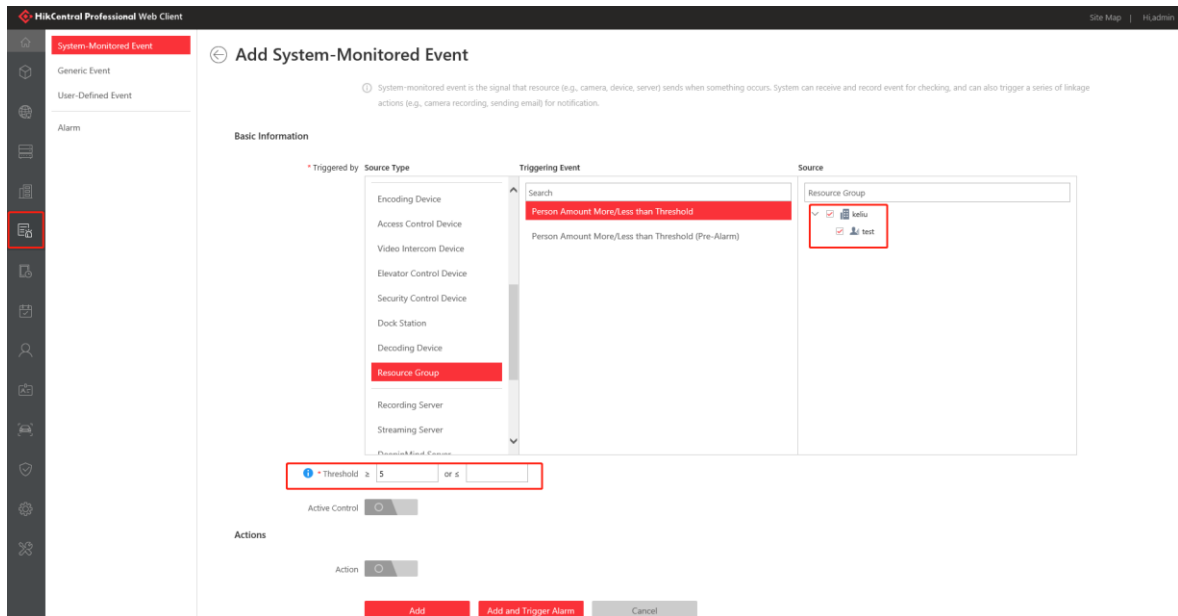 HikCentral Professional Web Client
Site Map | Hi,admin
System-Monitored Event
Generic Event
User-Defined Event
Alarm
Add System-Monitored Event
System-monitored event is the signal that resource (e.g., camera, device, server) sends when something occurs. System can receive and record event for checking, and can also trigger a series of linkage
actions (e.g., camera recording, sending email) for notification.
Basic Information
* Triggered by Source Type Triggering Event Source
Encoding Device
Access Control Device
Video Intercom Device
Elevator Control Device
Security Control Device
Dock Station
Decoding Device
Resource Group
Recording Server
Streaming Server
DeepinMind Server
Search
Person Amount More/Less than Threshold
Person Amount More/Less than Threshold (Pre-Alarm)
Resource Group
keliu
test
* Threshold ≥ 5 or ≤
Active Control
Actions
Action
Add Add and Trigger Alarm Cancel